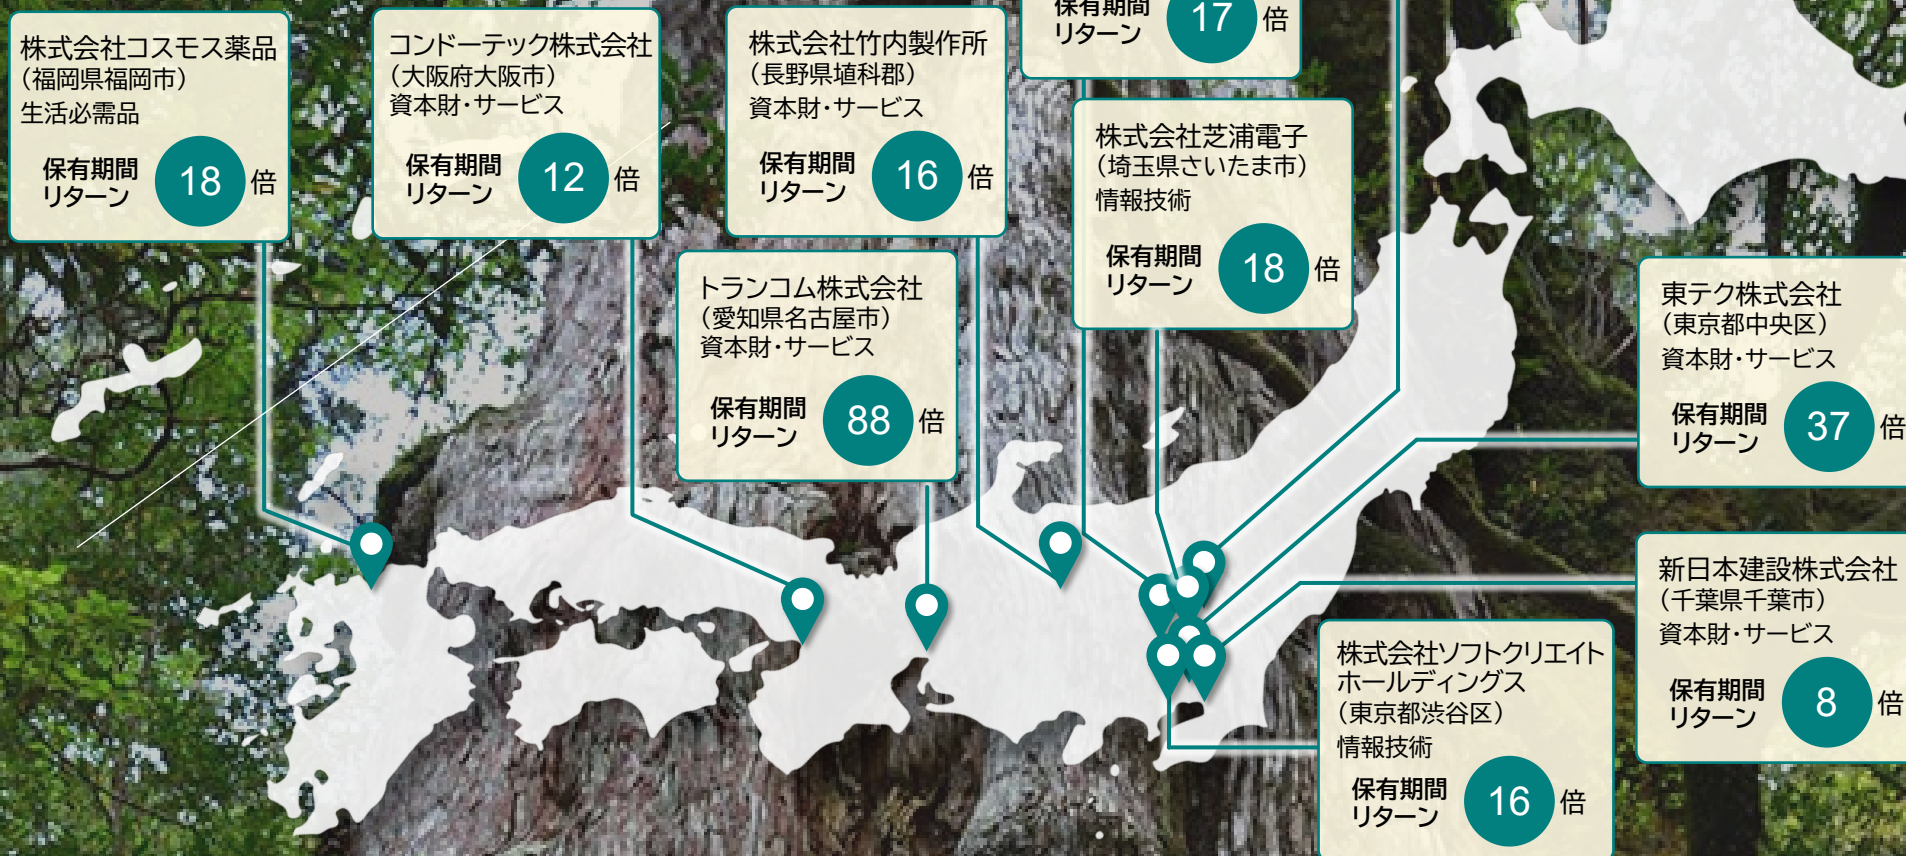 株式会社コスモス薬品
（福岡県福岡市）
生活必需品
保有期間
リターン
18
倍
コンドーテック株式会社
（大阪府大阪市）
資本財・サービス
保有期間
リターン
12
倍
株式会社竹内製作所
（長野県埴科郡）
資本財・サービス
保有期間
リターン
16
倍
保有期間
リターン
17
倍
株式会社芝浦電子
（埼玉県さいたま市）
情報技術
保有期間
リターン
18
倍
トランコム株式会社
（愛知県名古屋市）
資本財・サービス
保有期間
リターン
88
倍
東テク株式会社
（東京都中央区）
資本財・サービス
保有期間
リターン
37
倍
新日本建設株式会社
（千葉県千葉市）
資本財・サービス
保有期間
リターン
8
倍
株式会社ソフトクリエイト
ホールディングス
（東京都渋谷区）
情報技術
保有期間
リターン
16
倍